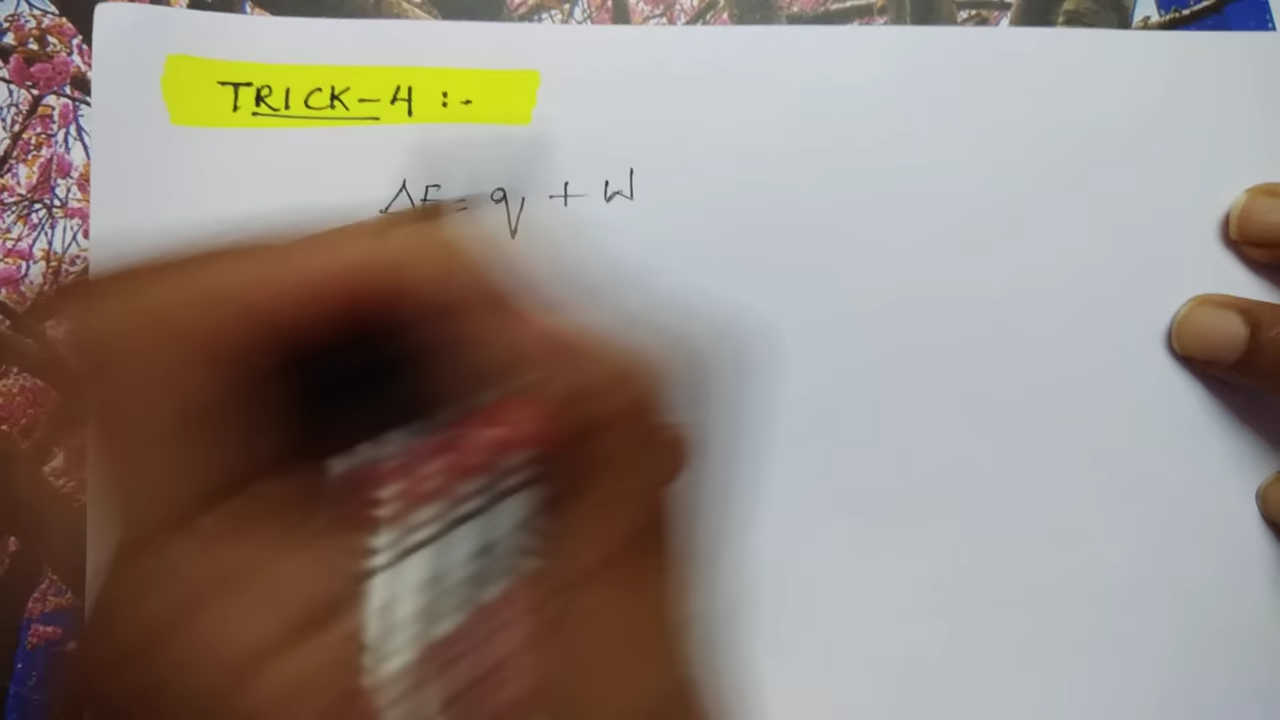 TRICK-4 :-
ΔE = q + W